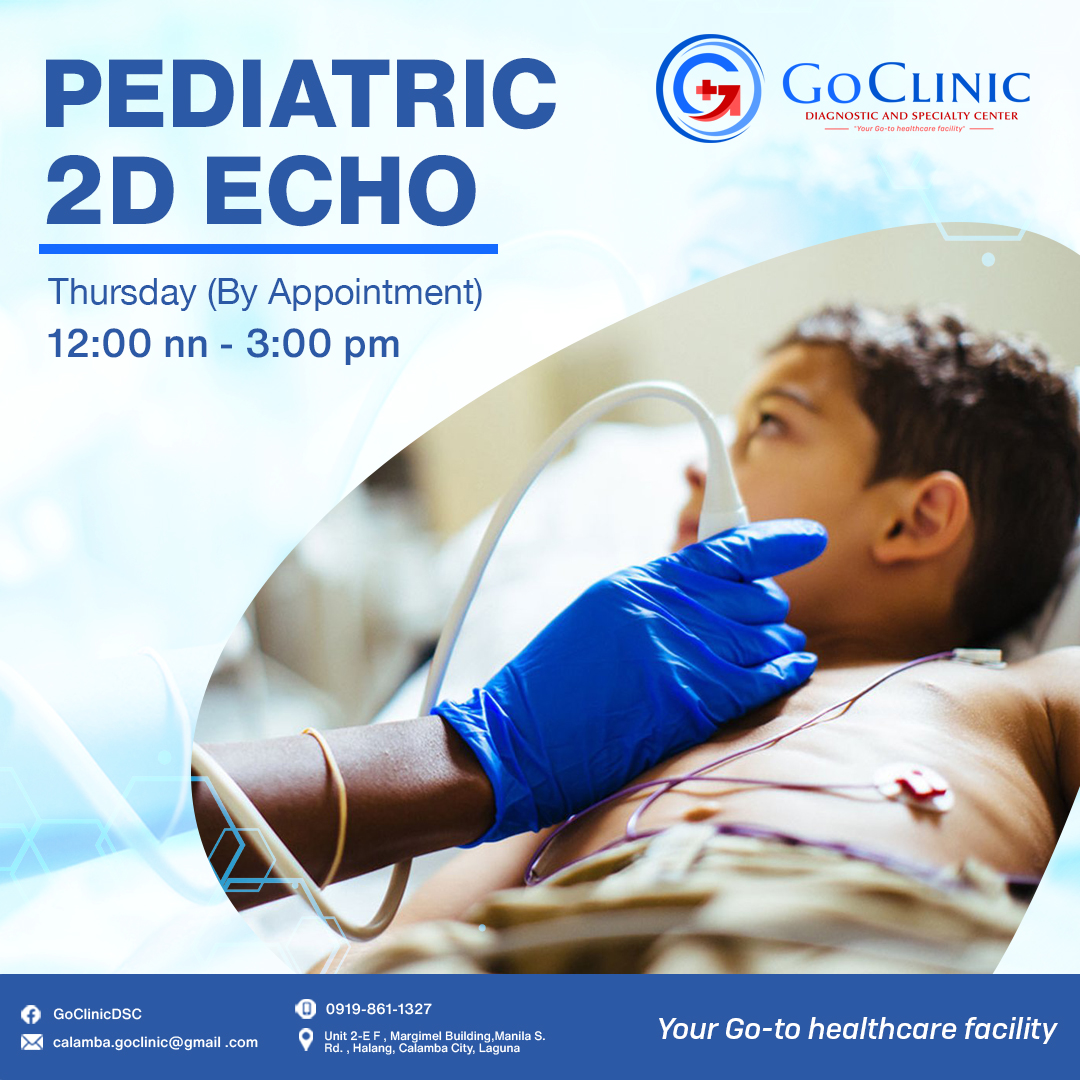 PEDIATRIC
2D ECHO
Thursday (By Appointment)
12:00 nn - 3:00 pm
GOCLINIC
DIAGNOSTIC AND SPECIALTY CENTER
"Your Go-to healthcare facility"
GoClinicDSC
calamba.goclinic@gmail .com
0919-861-1327
Unit 2-E F , Margimel Building,Manila S.
Rd. , Halang, Calamba City, Laguna
Your Go-to healthcare facility